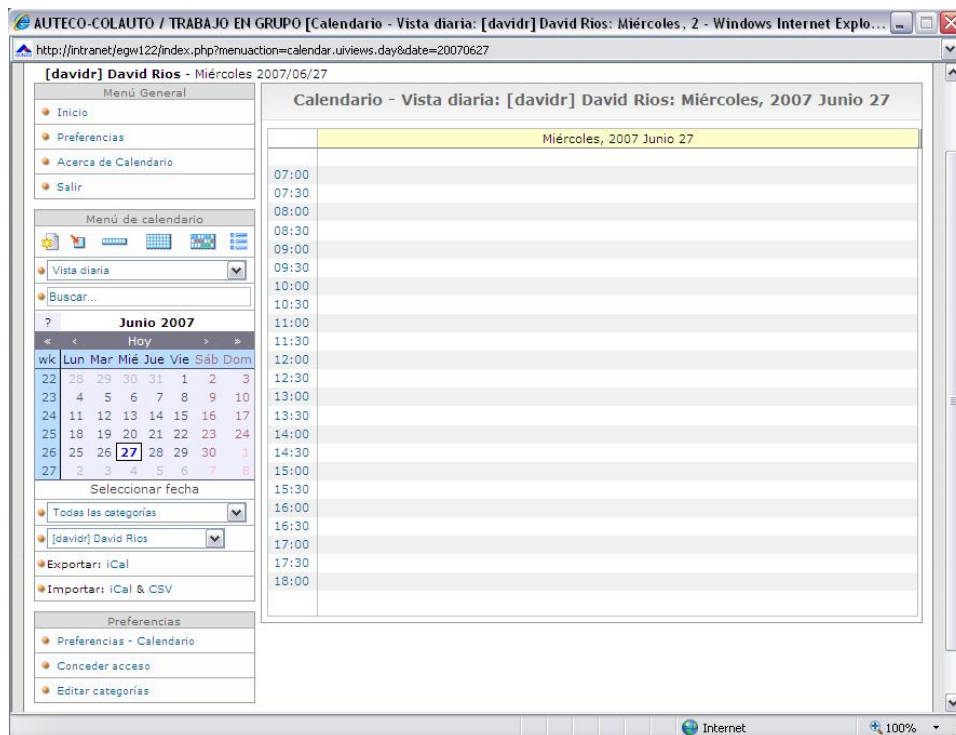 AUTECO-COLAUTO / TRABAJO EN GRUPO [Calendario - Vista diaria: [davidr] David Rios: Miércoles, 2 - Windows Internet Explo...
http://intranet/egw122/index.php?menuaction=calendar.uiviews.day&date=20070627
[davidr] David Rios - Miércoles 2007/06/27
Menú General
Inicio
Preferencias
Acerca de Calendario
Salir
Menú de calendario
Vista diaria
Buscar...
? Junio 2007
« ‹ Hoy › »
wk Lun Mar Mié Jue Vie Sáb Dom
22 28 29 30 31 1 2 3
23 4 5 6 7 8 9 10
24 11 12 13 14 15 16 17
25 18 19 20 21 22 23 24
26 25 26 27 28 29 30 1
27 2 3 4 5 6 7 8
Seleccionar fecha
Todas las categorías
[davidr] David Rios
Exportar: iCal
Importar: iCal & CSV
Preferencias
Preferencias - Calendario
Conceder acceso
Editar categorías
Calendario - Vista diaria: [davidr] David Rios: Miércoles, 2007 Junio 27
Miércoles, 2007 Junio 27
07:00
07:30
08:00
08:30
09:00
09:30
10:00
10:30
11:00
11:30
12:00
12:30
13:00
13:30
14:00
14:30
15:00
15:30
16:00
16:30
17:00
17:30
18:00
Internet
100%